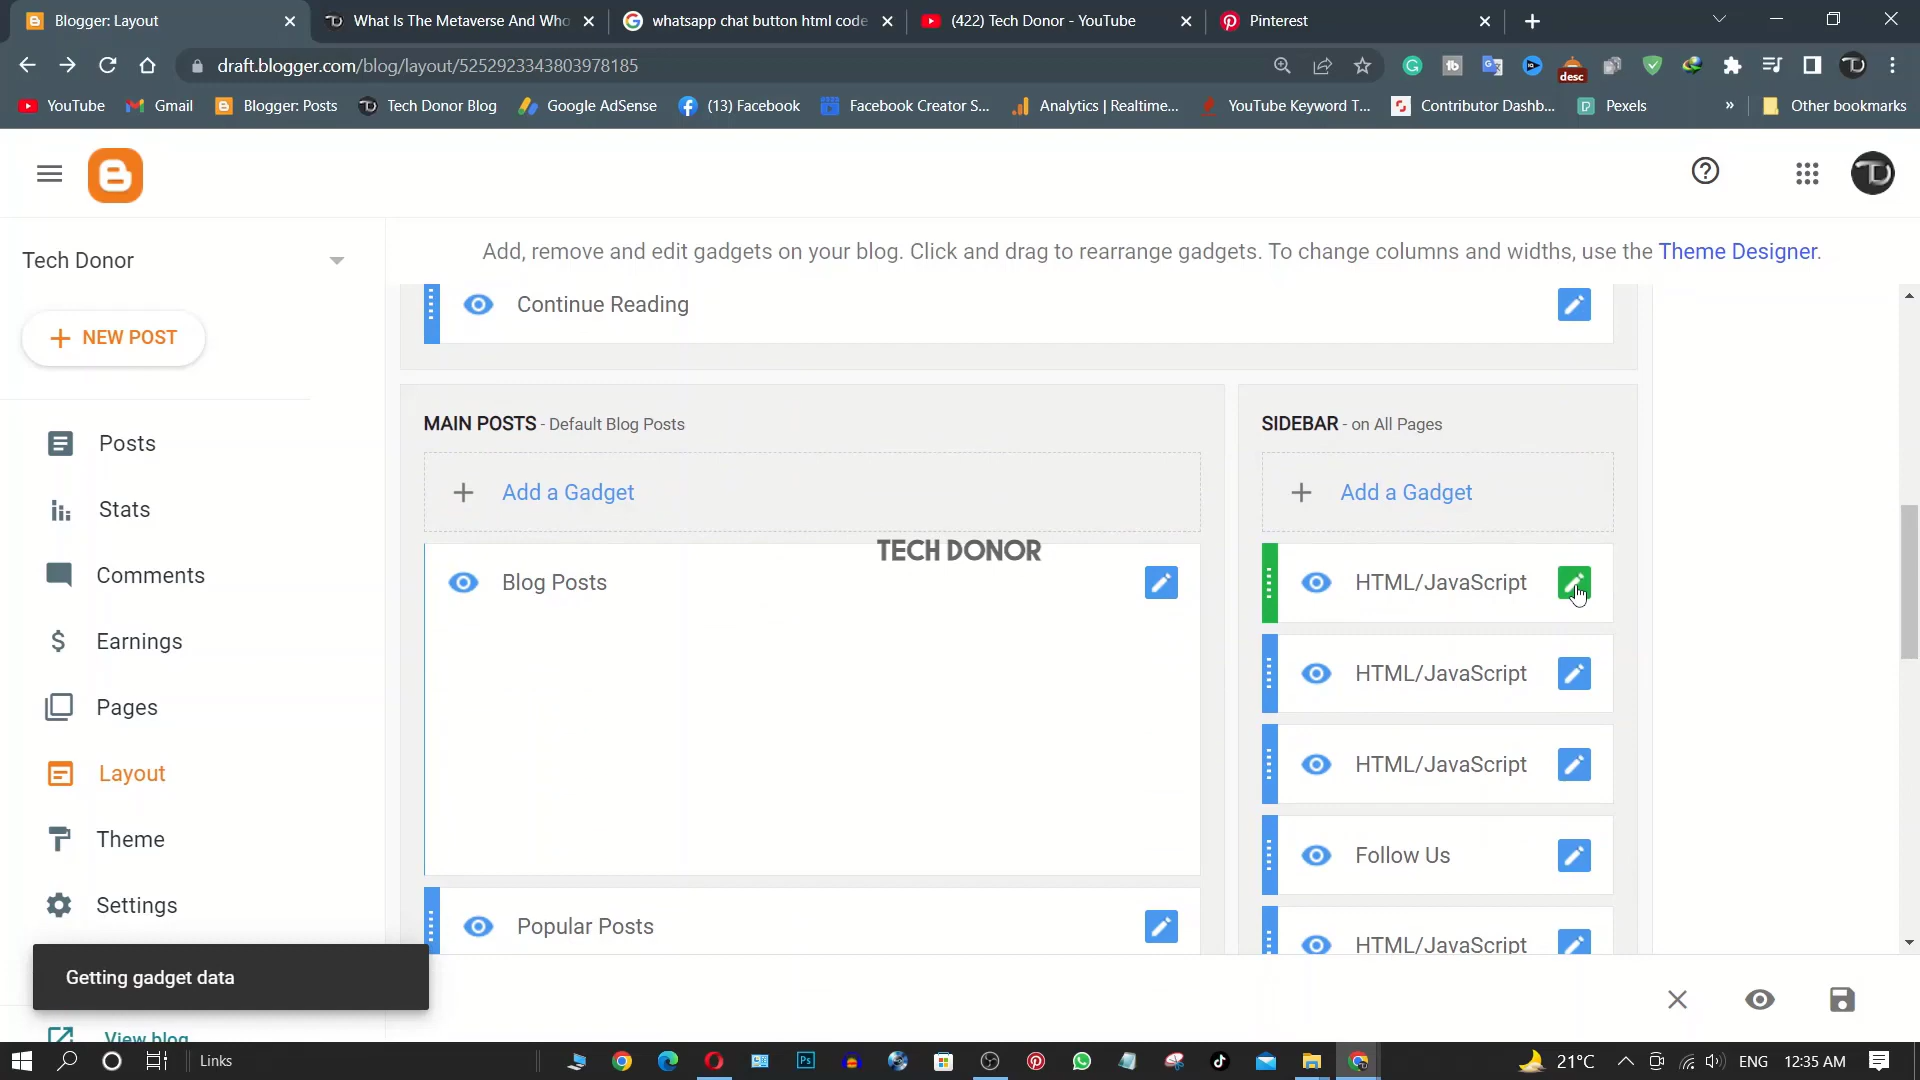 Blogger: Layout
What Is The Metaverse And Who
whatsapp chat button html code
(422) Tech Donor - YouTube
Pinterest
draft.blogger.com/blog/layout/5252923343803978185
desc
YouTube
Gmail
Blogger: Posts
Tech Donor Blog
Google AdSense
(13) Facebook
Facebook Creator S...
Analytics | Realtime...
YouTube Keyword T...
Contributor Dashb...
Pexels
»
Other bookmarks
Tech Donor
NEW POST
Posts
Stats
Comments
Earnings
Pages
Layout
Theme
Settings
View blog
Getting gadget data
Add, remove and edit gadgets on your blog. Click and drag to rearrange gadgets. To change columns and widths, use the Theme Designer.
Continue Reading
MAIN POSTS - Default Blog Posts
Add a Gadget
TECH DONOR
Blog Posts
Popular Posts
SIDEBAR - on All Pages
Add a Gadget
HTML/JavaScript
HTML/JavaScript
HTML/JavaScript
Follow Us
HTML/JavaScript
Links
21°C
ENG
12:35 AM